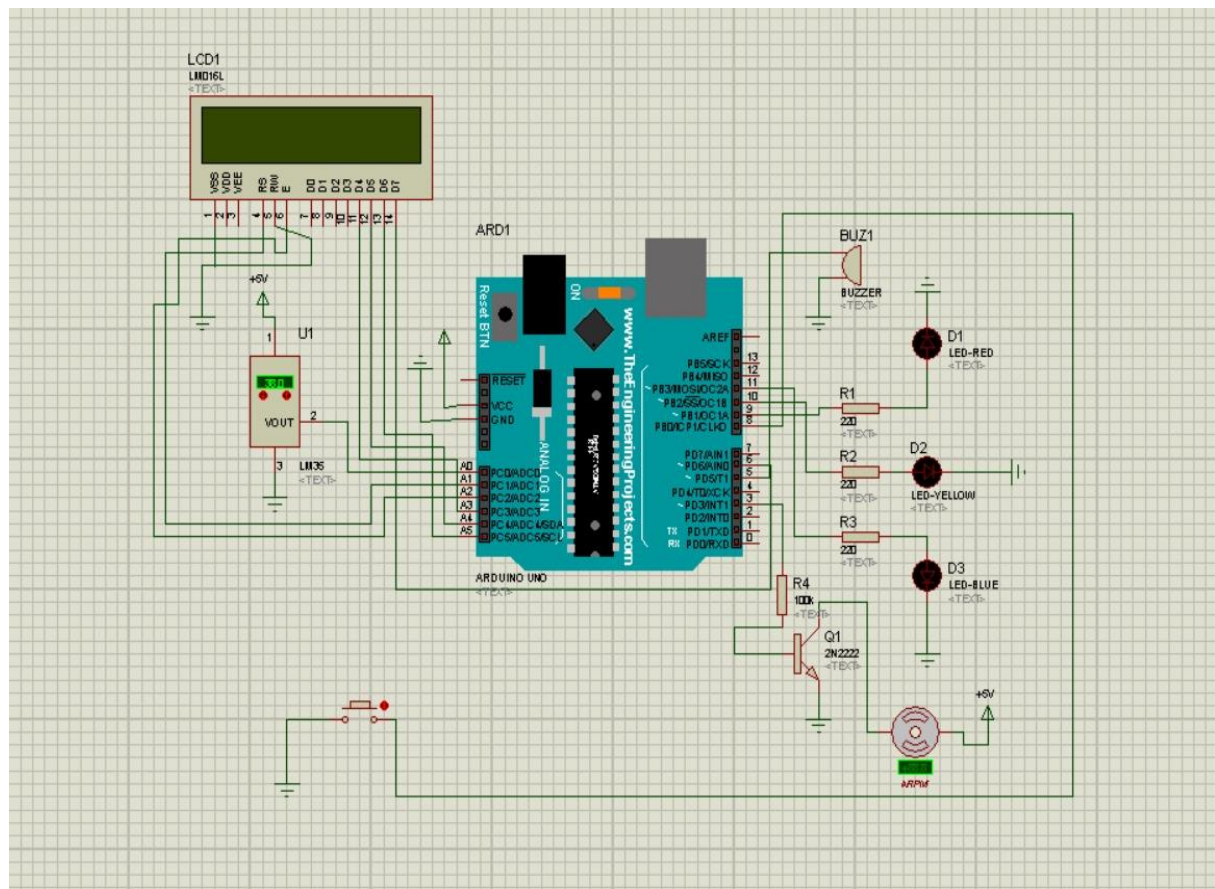 LCD1
LM016L
<TEXT>
VSS
VDD
VEE
RS
RW
E
D0
D1
D2
D3
D4
D5
D6
D7
1
2
3
4
5
6
7
8
9
10
11
12
13
14
+5V
1
U1
VOUT
2
3
LM35
<TEXT>
ARD1
Reset BTN
ON
www.TheEngineeringProjects.com
ANALOG IN
RESET
VCC
GND
A0
A1
A2
A3
A4
A5
PC0/ADC0
PC1/ADC1
PC2/ADC2
PC3/ADC3
PC4/ADC4/SDA
PC5/ADC5/SCL
AREF
PB5/SCK
13
PB4/MISO
12
~PB3/MOSI/OC2A
11
~PB2/SS/OC1B
10
~PB1/OC1A
9
PB0/ICP1/CLKO
8
PD7/AIN1
7
~PD6/AIN0
6
~PD5/T1
5
PD4/T0/XCK
4
~PD3/INT1
3
PD2/INT0
2
TX PD1/TXD
1
RX PD0/RXD
0
ARDUINO UNO
<TEXT>
BUZ1
BUZZER
<TEXT>
D1
LED-RED
<TEXT>
R1
220
<TEXT>
R2
220
<TEXT>
D2
LED-YELLOW
<TEXT>
R3
220
<TEXT>
D3
LED-BLUE
<TEXT>
R4
100k
<TEXT>
Q1
2N2222
<TEXT>
+5V